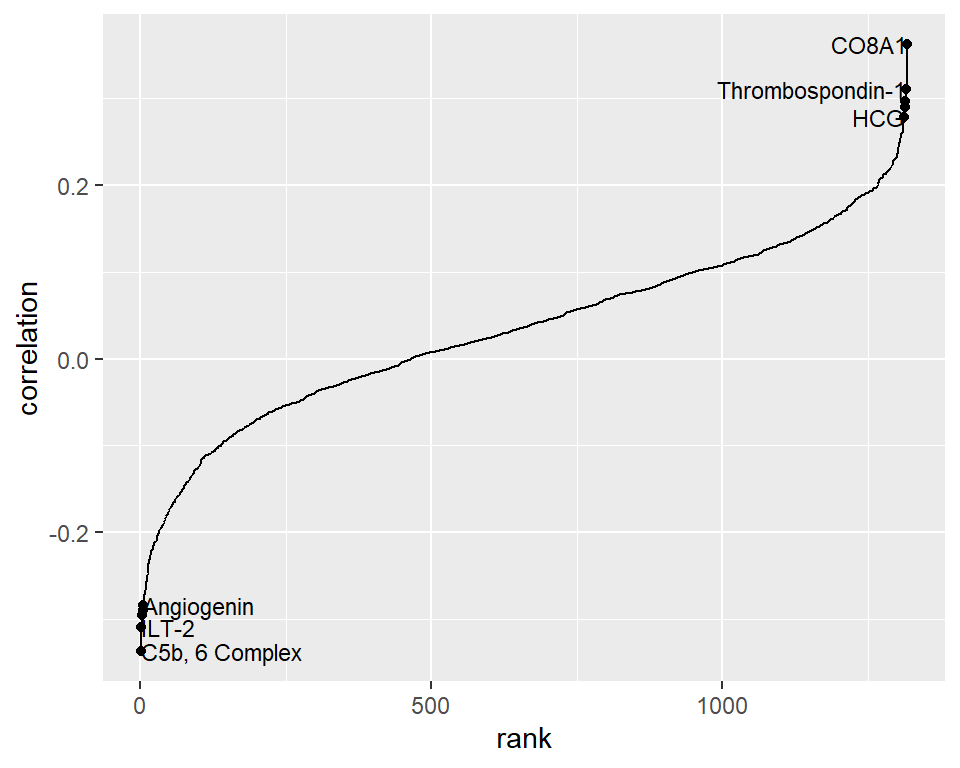 CO8A1
Thrombospondin-1
HCG
0.2
0.0
-0.2
correlation
Angiogenin
ILT-2
C5b, 6 Complex
0
500
1000
rank